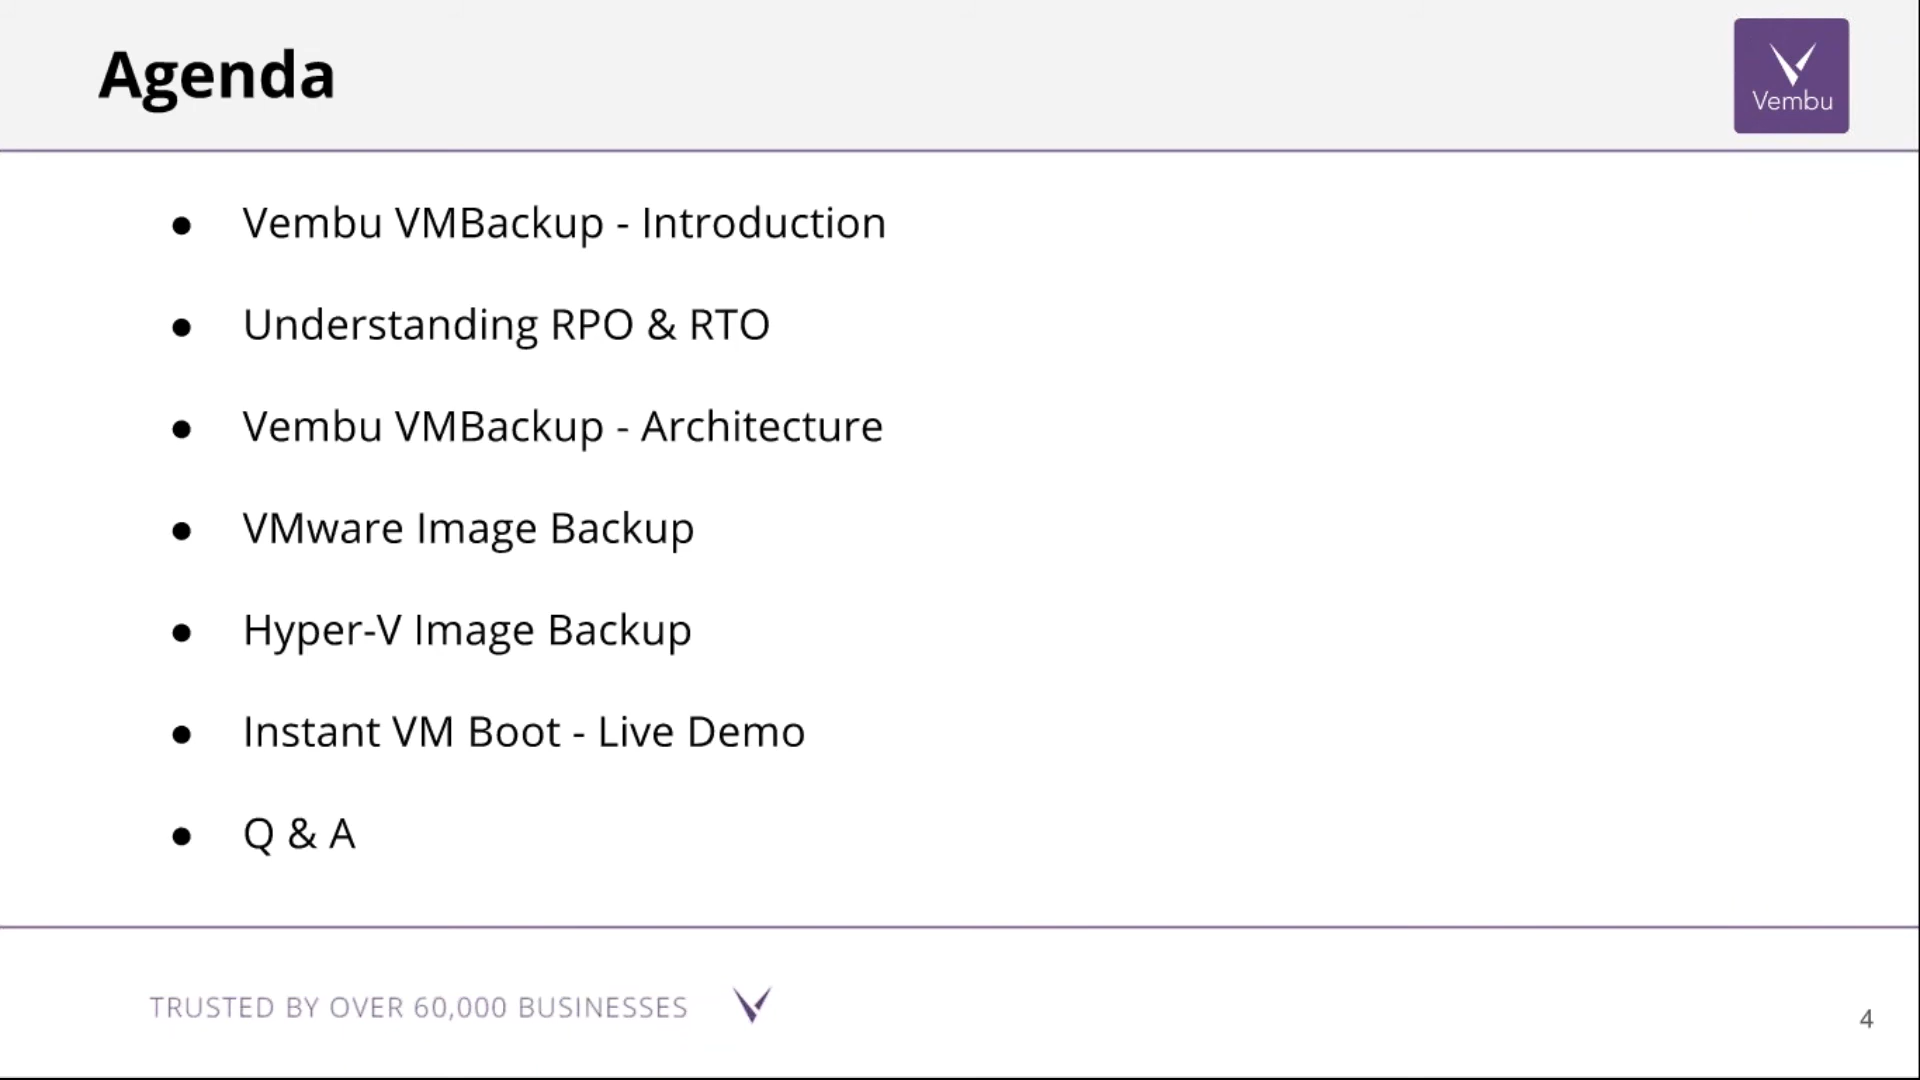 Agenda
Vembu
● Vembu VMBackup - Introduction
● Understanding RPO & RTO
● Vembu VMBackup - Architecture
● VMware Image Backup
● Hyper-V Image Backup
● Instant VM Boot - Live Demo
● Q & A
TRUSTED BY OVER 60,000 BUSINESSES
4